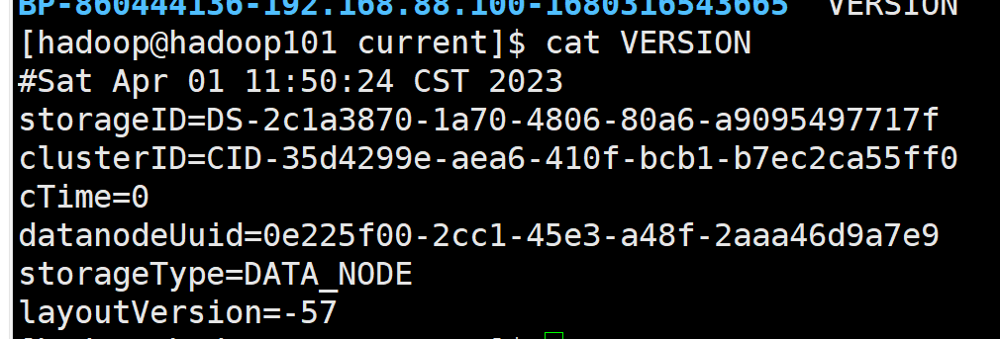 BP-860444136-192.168.88.100-1680316543665 VERSION
[hadoop@hadoop101 current]$ cat VERSION
#Sat Apr 01 11:50:24 CST 2023
storageID=DS-2c1a3870-1a70-4806-80a6-a9095497717f
clusterID=CID-35d4299e-aea6-410f-bcb1-b7ec2ca55ff0
cTime=0
datanodeUuid=0e225f00-2cc1-45e3-a48f-2aaa46d9a7e9
storageType=DATA_NODE
layoutVersion=-57